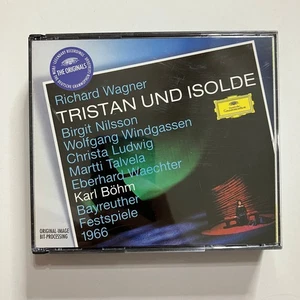 THE ORIGINALS
Richard Wagner
TRISTAN UND ISOLDE
Birgit Nilsson
Wolfgang Windgassen
Christa Ludwig
Martti Talvela
Eberhard Waechter
Karl Böhm
Bayreuther
Festspiele
1966
ORIGINAL-IMAGE
BIT-PROCESSING